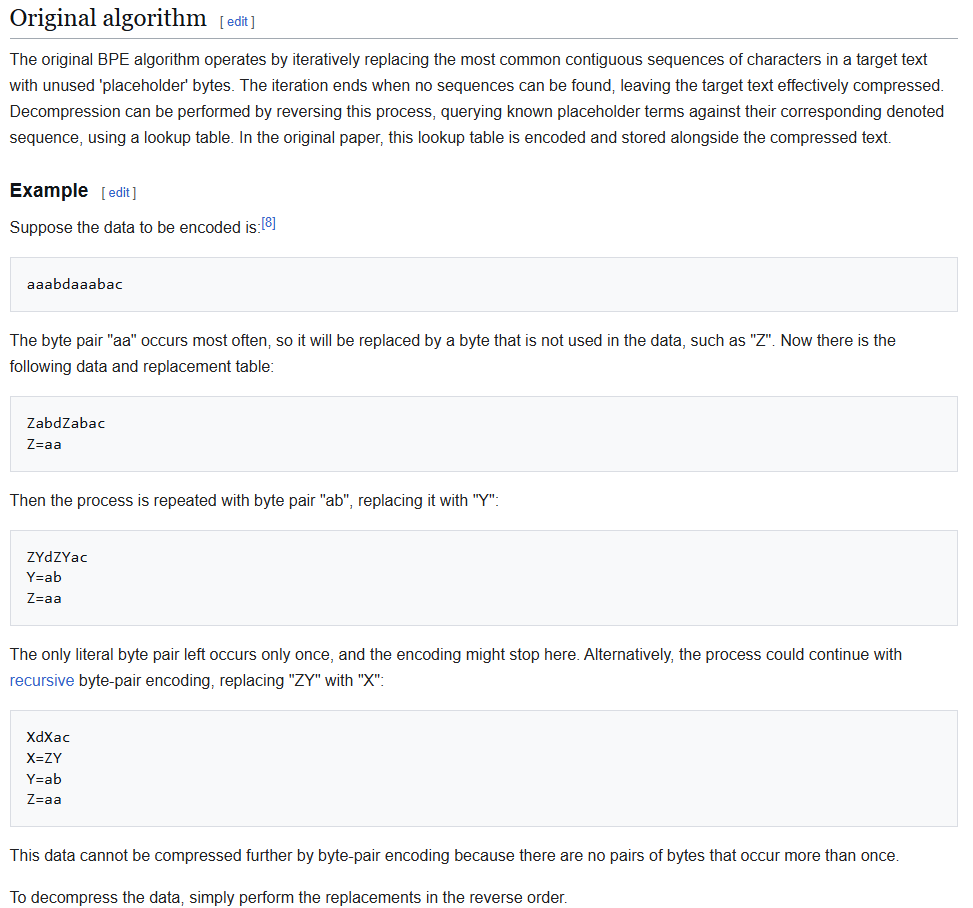 Original algorithm [ edit ]
The original BPE algorithm operates by iteratively replacing the most common contiguous sequences of characters in a target text
with unused 'placeholder' bytes. The iteration ends when no sequences can be found, leaving the target text effectively compressed.
Decompression can be performed by reversing this process, querying known placeholder terms against their corresponding denoted
sequence, using a lookup table. In the original paper, this lookup table is encoded and stored alongside the compressed text.
Example [ edit ]
Suppose the data to be encoded is:[8]
aaabdaaabac
The byte pair "aa" occurs most often, so it will be replaced by a byte that is not used in the data, such as "Z". Now there is the
following data and replacement table:
ZabdZabac
Z=aa
Then the process is repeated with byte pair "ab", replacing it with "Y":
ZYdZYac
Y=ab
Z=aa
The only literal byte pair left occurs only once, and the encoding might stop here. Alternatively, the process could continue with
recursive byte-pair encoding, replacing "ZY" with "X":
XdXac
X=ZY
Y=ab
Z=aa
This data cannot be compressed further by byte-pair encoding because there are no pairs of bytes that occur more than once.
To decompress the data, simply perform the replacements in the reverse order.